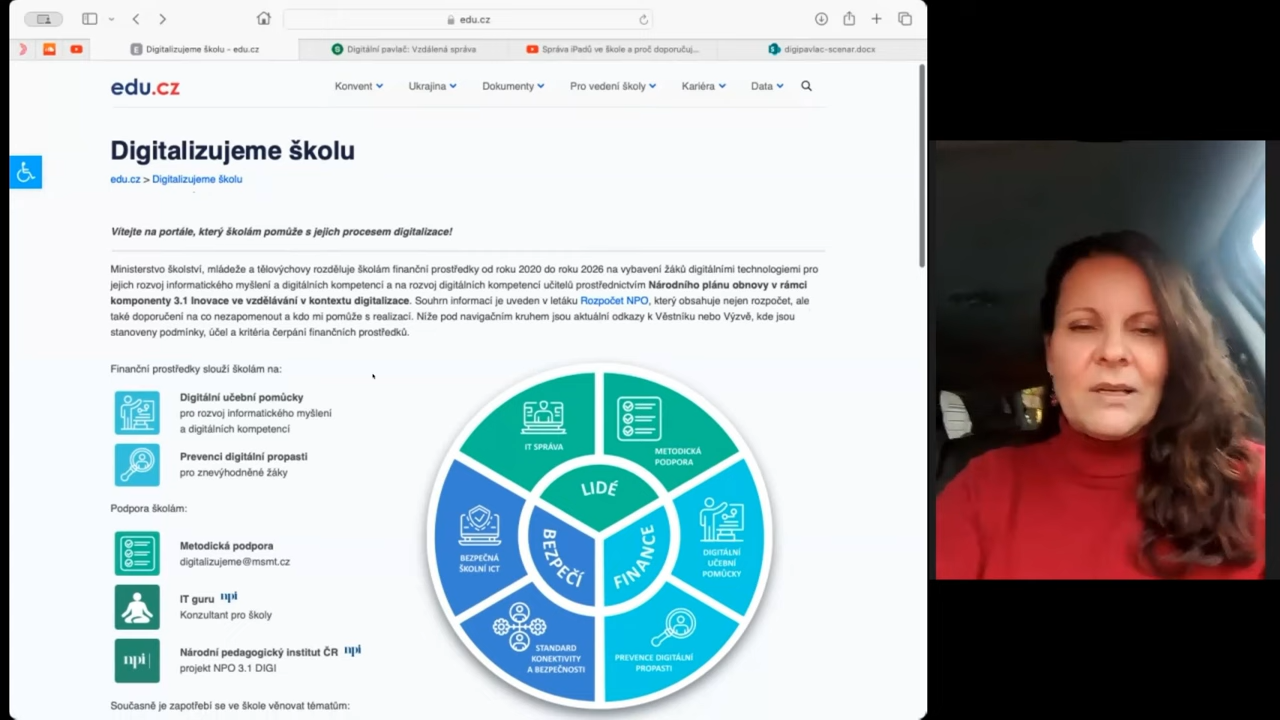 edu.cz
Digitalizujeme školu - edu.cz
Digitální pavlač: Vzdálená správa
Správa iPadů ve škole a proč doporučuj...
digipavlac-scenar.docx
edu.cz
Konvent
Ukrajina
Dokumenty
Pro vedení školy
Kariéra
Data
Digitalizujeme školu
edu.cz > Digitalizujeme školu
Vítejte na portále, který školám pomůže s jejich procesem digitalizace!
Ministerstvo školství, mládeže a tělovýchovy rozděluje školám finanční prostředky od roku 2020 do roku 2026 na vybavení žáků digitálními technologiemi pro
jejich rozvoj informatického myšlení a digitálních kompetencí a na rozvoj digitálních kompetencí učitelů prostřednictvím Národního plánu obnovy v rámci
komponenty 3.1 Inovace ve vzdělávání v kontextu digitalizace. Souhrn informací je uveden v letáku Rozpočet NPO, který obsahuje nejen rozpočet, ale
také doporučení na co nezapomenout a kdo mi pomůže s realizací. Níže pod navigačním kruhem jsou aktuální odkazy k Věstníku nebo Výzvě, kde jsou
stanoveny podmínky, účel a kritéria čerpání finančních prostředků.
Finanční prostředky slouží školám na:
Digitální učební pomůcky
pro rozvoj informatického myšlení
a digitálních kompetencí
Prevenci digitální propasti
pro znevýhodněné žáky
Podpora školám:
Metodická podpora
digitalizujeme@msmt.cz
IT guru npi
Konzultant pro školy
npi
Národní pedagogický institut ČR npi
projekt NPO 3.1 DIGI
Současně je zapotřebí se ve škole věnovat tématům:
IT SPRÁVA
METODICKÁ
PODPORA
LIDÉ
BEZPEČÍ
FINANCE
BEZPEČNÁ
ŠKOLNÍ ICT
DIGITÁLNÍ
UČEBNÍ
POMŮCKY
STANDARD
KONEKTIVITY
A BEZPEČNOSTI
PREVENCE DIGITÁLNÍ
PROPASTI